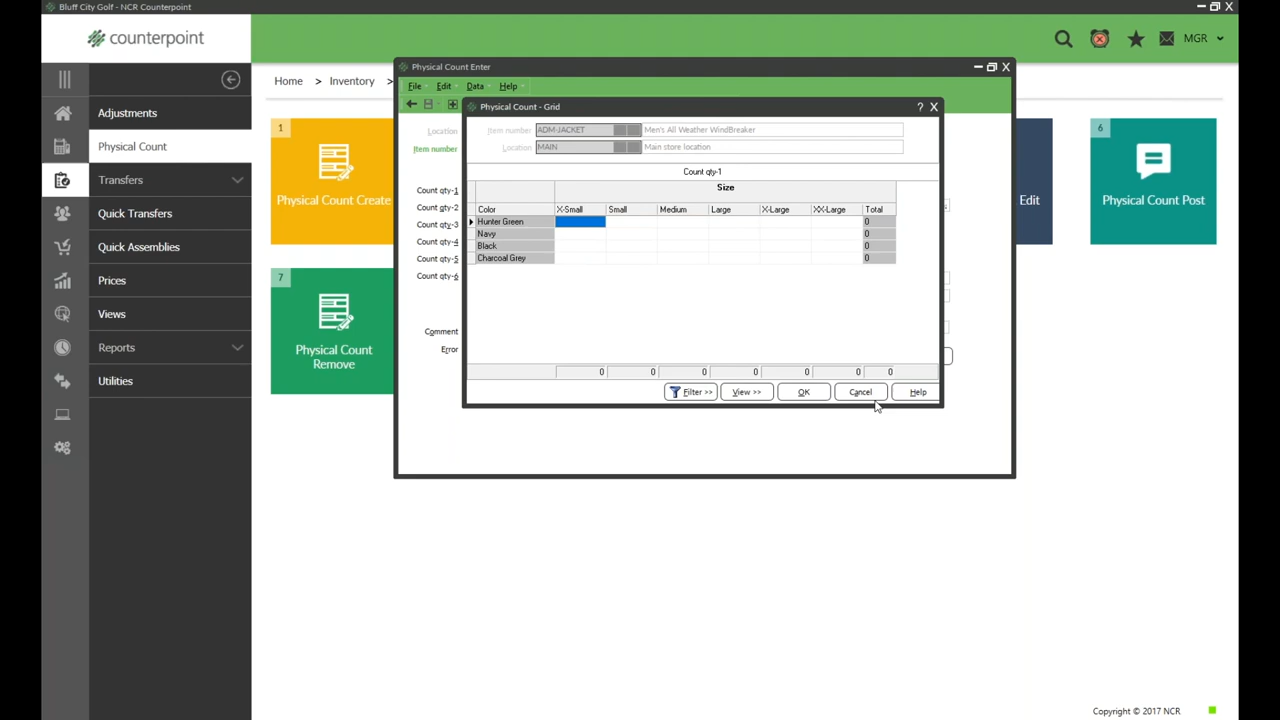 Bluff City Golf - NCR Counterpoint
counterpoint
MGR
Home > Inventory >
Adjustments
Physical Count
Transfers
Quick Transfers
Quick Assemblies
Prices
Views
Reports
Utilities
1
Physical Count Create
7
Physical Count
Remove
Edit
6
Physical Count Post
Physical Count Enter
File Edit Data Help
Location
Item number
Count qty-1
Count qty-2
Count qty-3
Count qty-4
Count qty-5
Count qty-6
Comment
Error
Physical Count - Grid
?
Item number ADM-JACKET Men's All Weather WindBreaker
Location MAIN Main store location
Count qty-1
Size
Color X-Small Small Medium Large X-Large XX-Large Total
Hunter Green 0
Navy 0
Black 0
Charcoal Grey 0
0 0 0 0 0 0 0
Filter >> View >> OK Cancel Help
Copyright © 2017 NCR